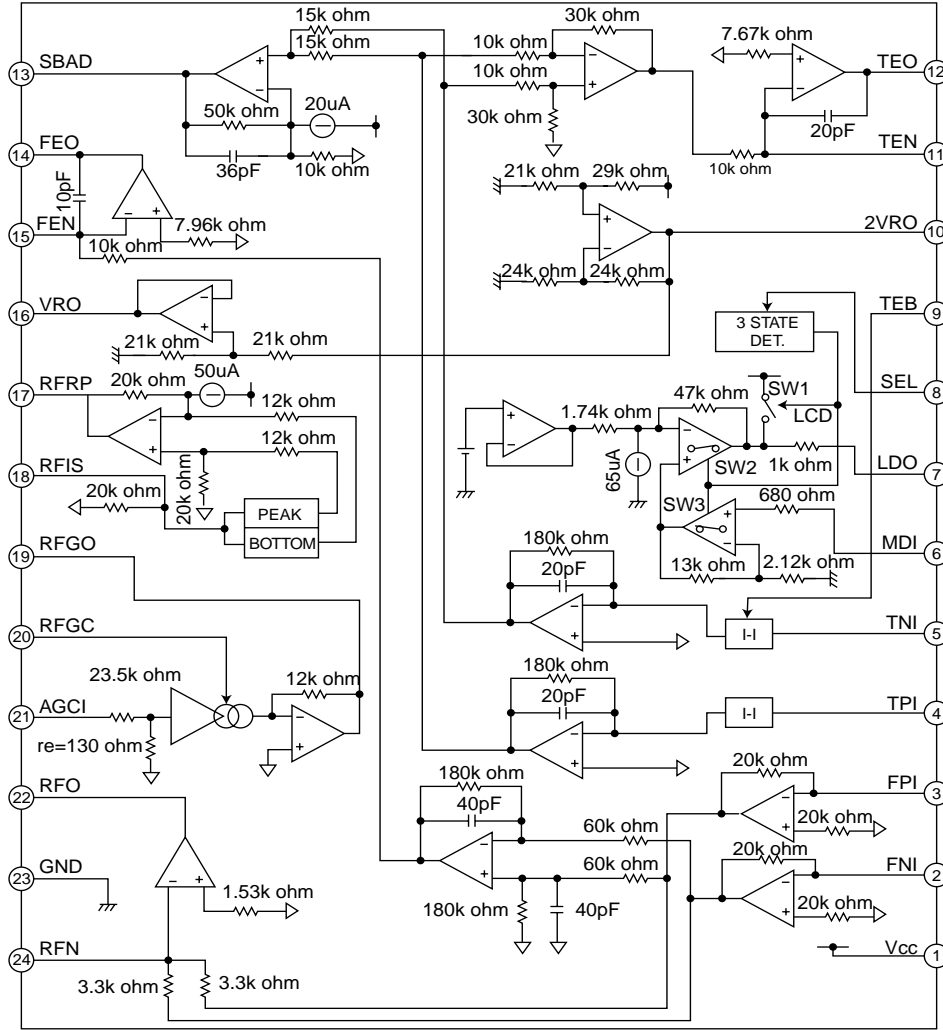 15k ohm
30k ohm
15k ohm
10k ohm
7.67k ohm
13 SBAD
TEO 12
10k ohm
50k ohm
20uA
30k ohm
20pF
14 FEO
TEN 11
36pF
10k ohm
10k ohm
10pF
21k ohm
29k ohm
7.96k ohm
15 FEN
2VRO 10
10k ohm
24k ohm
24k ohm
16 VRO
TEB 9
3 STATE
DET.
21k ohm
21k ohm
50uA
17 RFRP
20k ohm
SW1
SEL 8
47k ohm
12k ohm
1.74k ohm
LCD
12k ohm
SW2
18 RFIS
1k ohm
LDO 7
65uA
20k ohm
20k ohm
SW3
680 ohm
PEAK
BOTTOM
19 RFGO
180k ohm
MDI 6
20pF
13k ohm
2.12k ohm
20 RFGC
I-I
TNI 5
23.5k ohm
12k ohm
180k ohm
20pF
21 AGCI
I-I
TPI 4
re=130 ohm
180k ohm
20k ohm
22 RFO
FPI 3
40pF
60k ohm
20k ohm
20k ohm
23 GND
60k ohm
FNI 2
1.53k ohm
180k ohm
40pF
20k ohm
24 RFN
Vcc 1
3.3k ohm
3.3k ohm